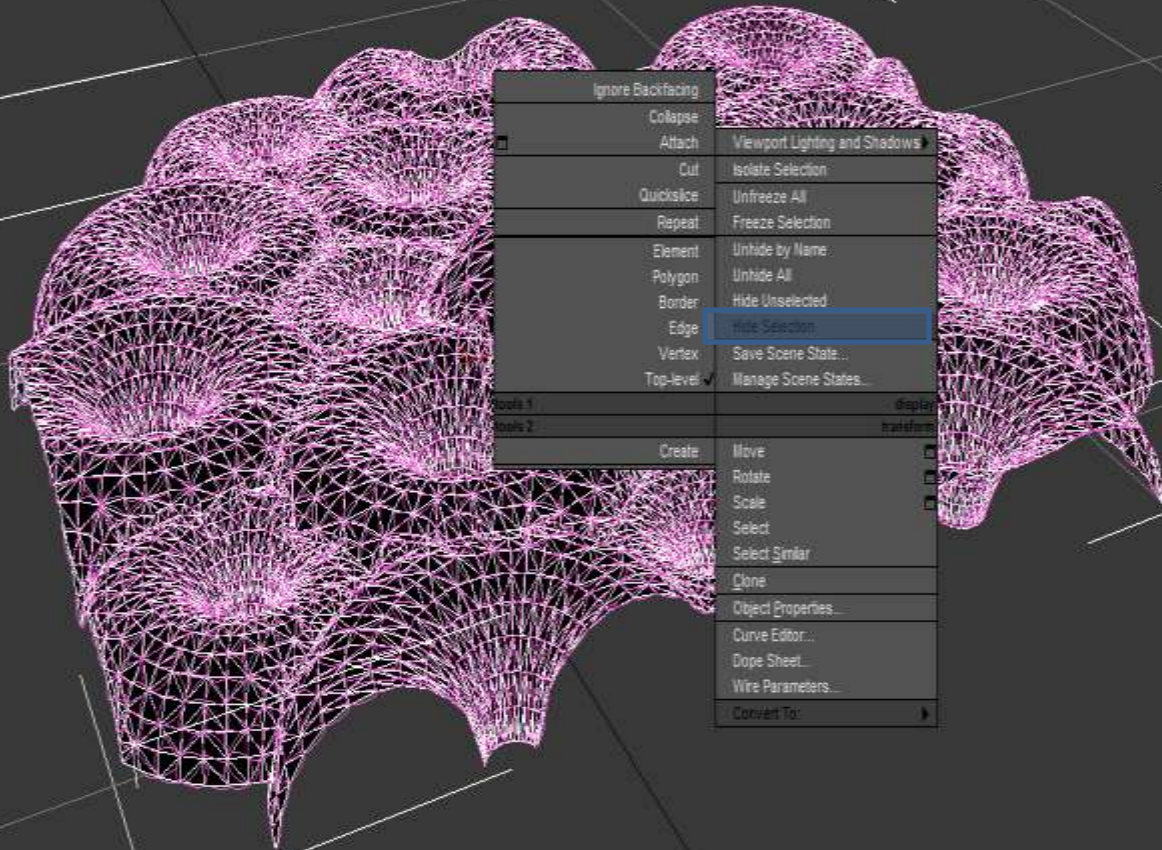 Ignore Backfacing
Collapse
Attach
Cut
Quickslice
Repeat
Element
Polygon
Border
Edge
Vertex
Top-level
tools 1
tools 2
Create
Viewport Lighting and Shadows
Isolate Selection
Unfreeze All
Freeze Selection
Unhide by Name
Unhide All
Hide Unselected
Hide Selection
Save Scene State...
Manage Scene States...
display
transform
Move
Rotate
Scale
Select
Select Similar
Clone
Object Properties...
Curve Editor...
Dope Sheet...
Wire Parameters...
Convert To: